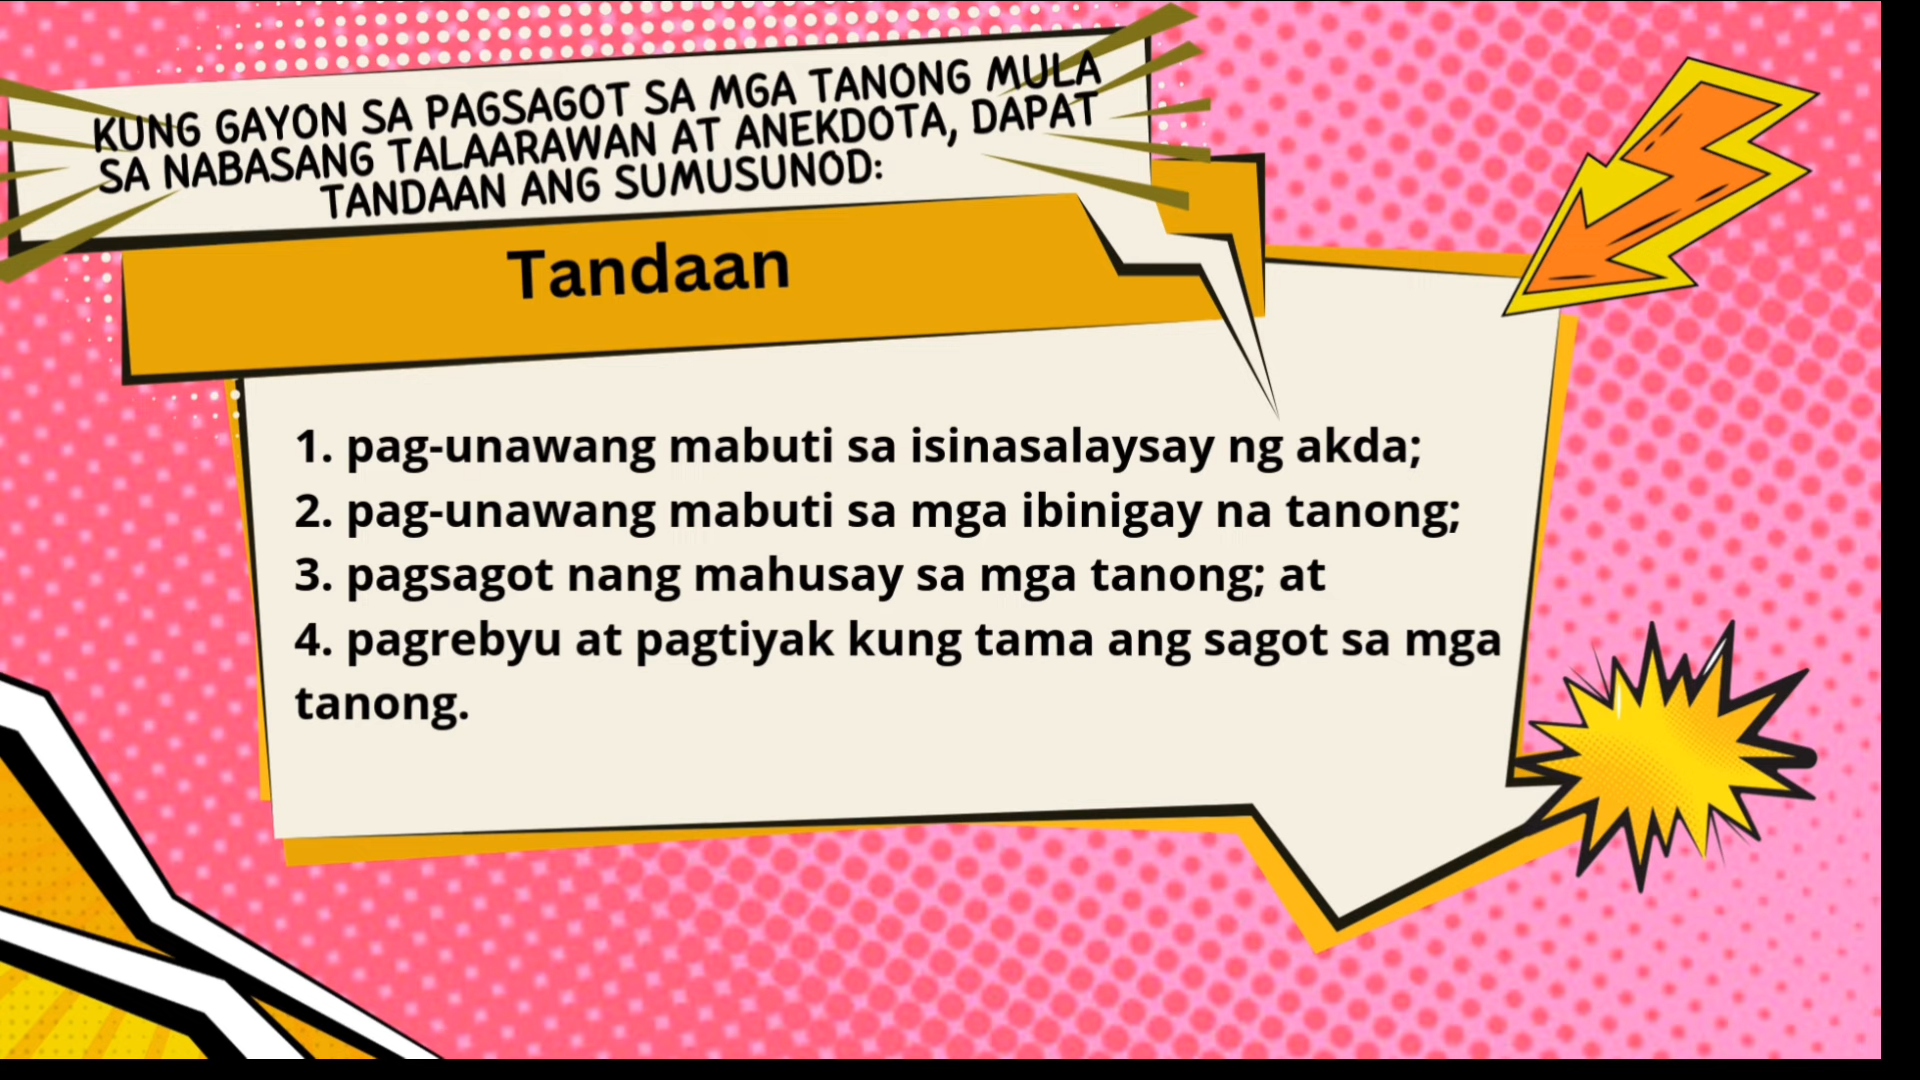 KUNG GAYON SA PAGSAGOT SA MGA TANONG MULA
SA NABASANG TALAARAWAN AT ANEKDOTA, DAPAT
TANDAAN ANG SUMUSUNOD:
Tandaan
1. pag-unawang mabuti sa isinasalaysay ng akda;
2. pag-unawang mabuti sa mga ibinigay na tanong;
3. pagsagot nang mahusay sa mga tanong; at
4. pagrebyu at pagtiyak kung tama ang sagot sa mga
tanong.